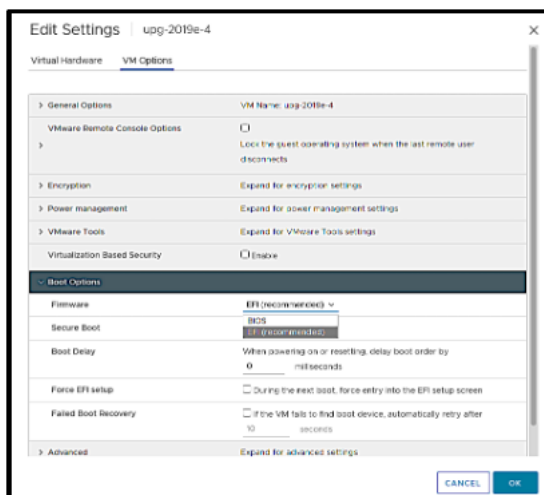 Edit Settings | upg-2019e-4
Virtual Hardware VM Options
General Options VM Name: upg-2019e-4
VMware Remote Console Options
Lock the guest operating system when the last remote user
disconnects
Encryption Expand for encryption settings
Power management Expand for power management settings
VMware Tools Expand for VMware Tools settings
Virtualization Based Security Enable
Boot Options
Firmware EFI (recommended)
BIOS
EFI (recommended)
Secure Boot
Boot Delay When powering on or resetting, delay boot order by
0 milliseconds
Force EFI setup During the next boot, force entry into the EFI setup screen
Failed Boot Recovery If the VM fails to find boot device, automatically retry after
10 seconds
Advanced Expand for advanced settings
CANCEL OK